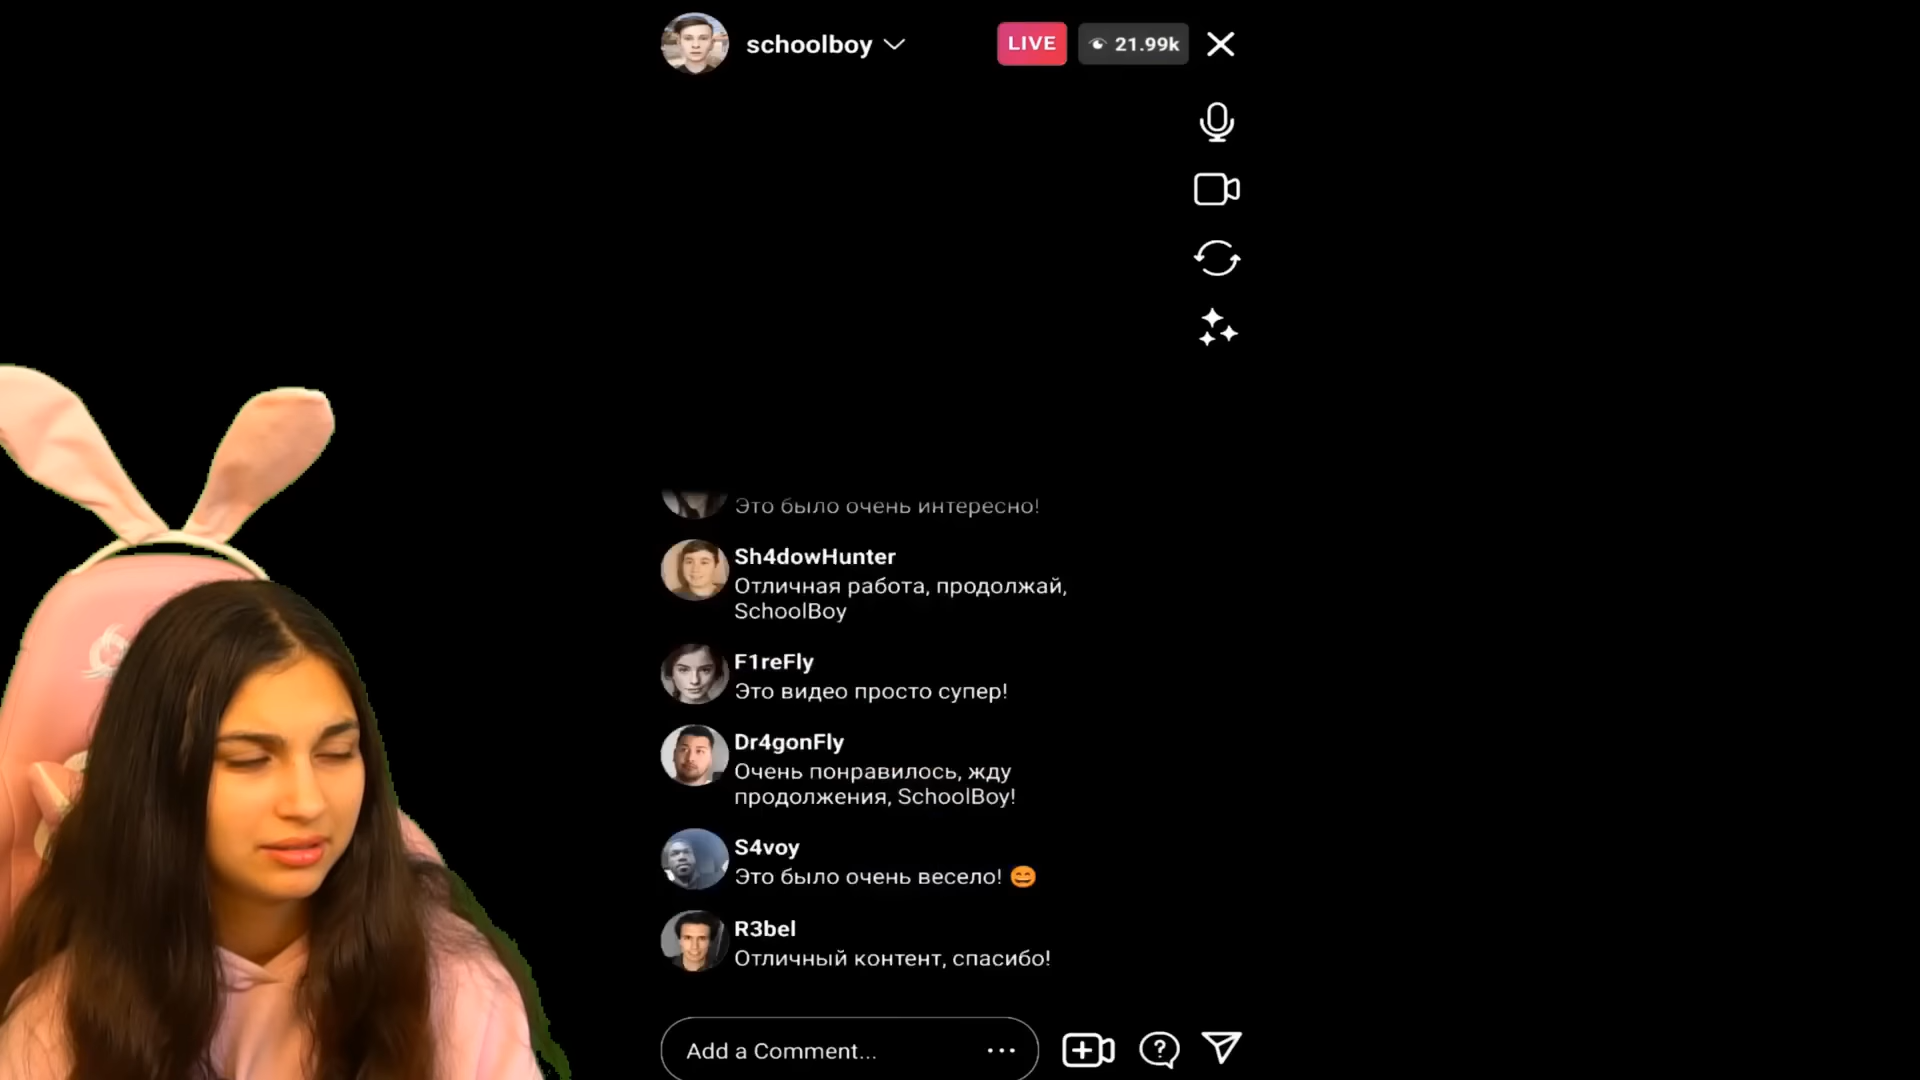 schoolboy
LIVE
21.99k
Это было очень интересно!
Sh4dowHunter
Отличная работа, продолжай,
SchoolBoy
F1reFly
Это видео просто супер!
Dr4gonFly
Очень понравилось, жду
продолжения, SchoolBoy!
S4voy
Это было очень весело! 😄
R3bel
Отличный контент, спасибо!
Add a Comment...